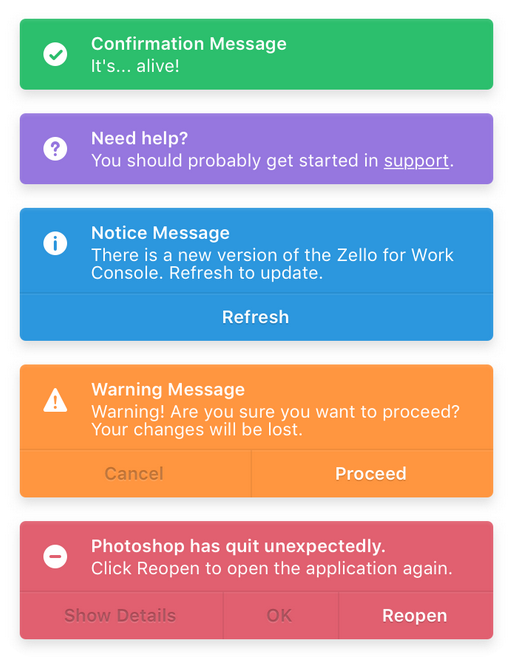 Confirmation Message
It's... alive!
Need help?
You should probably get started in support.
Notice Message
There is a new version of the Zello for Work
Console. Refresh to update.
Refresh
Warning Message
Warning! Are you sure you want to proceed?
Your changes will be lost.
Cancel Proceed
Photoshop has quit unexpectedly.
Click Reopen to open the application again.
Show Details OK Reopen